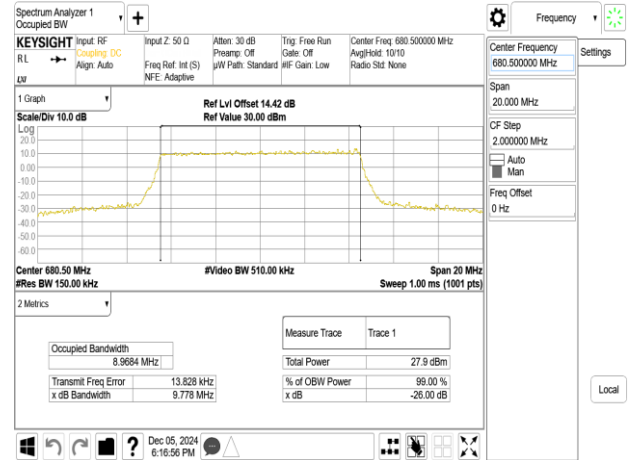 Spectrum Analyzer 1
Occupied BW
Frequency
KEYSIGHT
RL
LXI
Input: RF
Coupling: DC
Align: Auto
Input Z: 50 Ω
Freq Ref: Int (S)
NFE: Adaptive
Atten: 30 dB
Preamp: Off
µW Path: Standard
Trig: Free Run
Gate: Off
#IF Gain: Low
Center Freq: 680.500000 MHz
Avg|Hold: 10/10
Radio Std: None
Center Frequency
680.500000 MHz
Settings
Span
20.000 MHz
CF Step
2.000000 MHz
Auto
Man
Freq Offset
0 Hz
Local
1 Graph
Scale/Div 10.0 dB
Ref Lvl Offset 14.42 dB
Ref Value 30.00 dBm
Log
20.0
10.0
0.00
-10.0
-20.0
-30.0
-40.0
-50.0
-60.0
Center 680.50 MHz
#Video BW 510.00 kHz
Span 20 MHz
#Res BW 150.00 kHz
Sweep 1.00 ms (1001 pts)
2 Metrics
Measure Trace Trace 1
Occupied Bandwidth
8.9684 MHz
Total Power 27.9 dBm
Transmit Freq Error 13.828 kHz
% of OBW Power 99.00 %
x dB Bandwidth 9.778 MHz
x dB -26.00 dB
?
Dec 05, 2024
6:16:56 PM